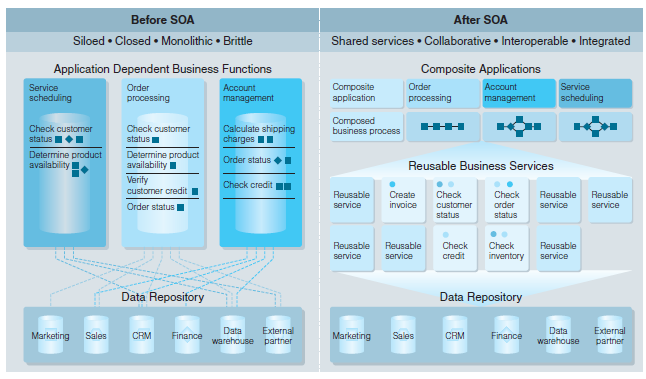 Before SOA
Siloed • Closed • Monolithic • Brittle
Application Dependent Business Functions
Service
scheduling
Check customer
status
Determine product
availability
Order
processing
Check customer
status
Determine product
availability
Verify
customer credit
Order status
Account
management
Calculate shipping
charges
Order status
Check credit
Data Repository
Marketing
Sales
CRM
Finance
Data
warehouse
External
partner
After SOA
Shared services • Collaborative • Interoperable • Integrated
Composite Applications
Composite
application
Order
processing
Account
management
Service
scheduling
Composed
business process
Reusable Business Services
Reusable
service
Create
invoice
Check
customer
status
Check
order
status
Reusable
service
Reusable
service
Reusable
service
Reusable
service
Check
credit
Check
inventory
Reusable
service
Data Repository
Marketing
Sales
CRM
Finance
Data
warehouse
External
partner